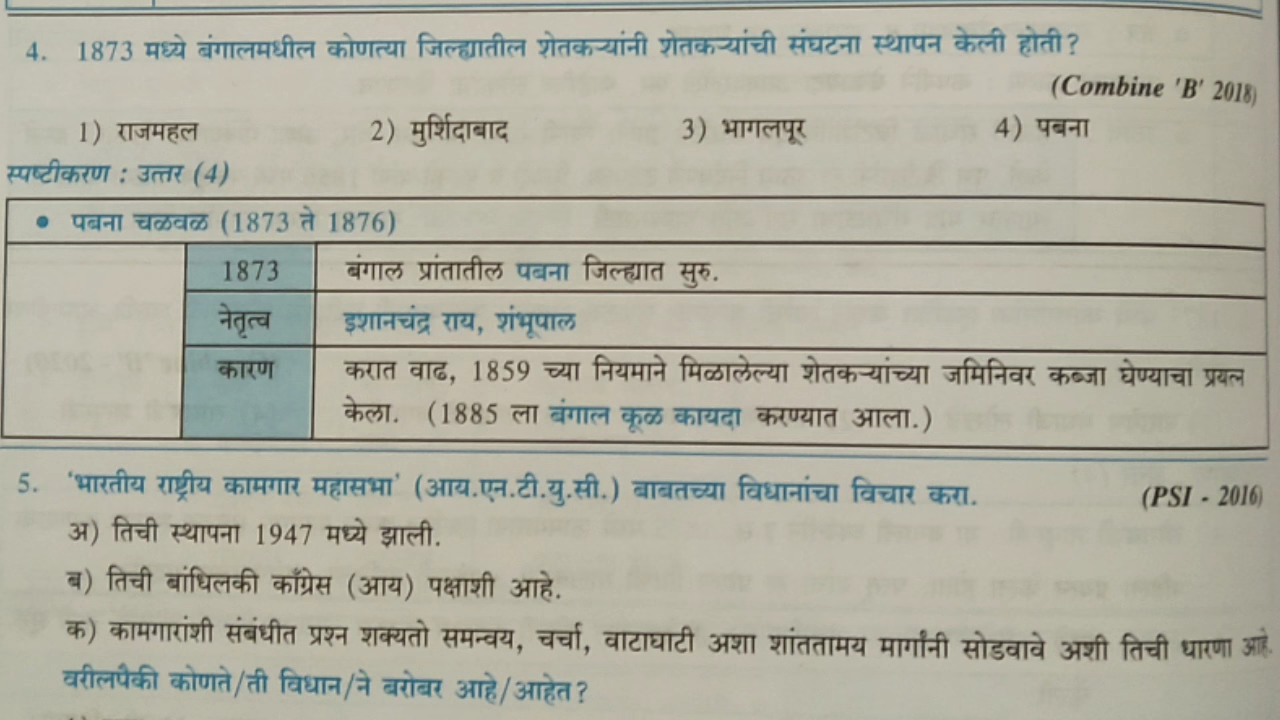 4. 1873 मध्ये बंगालमधील कोणत्या जिल्ह्यातील शेतकऱ्यांनी शेतकऱ्यांची संघटना स्थापन केली होती?
(Combine 'B' 2018)
1) राजमहल 2) मुर्शिदाबाद 3) भागलपूर 4) पबना
स्पष्टीकरण : उत्तर (4)
• पबना चळवळ (1873 ते 1876)
1873 बंगाल प्रांतातील पबना जिल्ह्यात सुरु.
नेतृत्व इशानचंद्र राय, शंभूपाल
कारण करात वाढ, 1859 च्या नियमाने मिळालेल्या शेतकऱ्यांच्या जमिनिवर कब्जा घेण्याचा प्रयत्न
केला. (1885 ला बंगाल कूळ कायदा करण्यात आला.)
5. 'भारतीय राष्ट्रीय कामगार महासभा' (आय.एन.टी.यु.सी.) बाबतच्या विधानांचा विचार करा. (PSI - 2016)
अ) तिची स्थापना 1947 मध्ये झाली.
ब) तिची बांधिलकी काँग्रेस (आय) पक्षाशी आहे.
क) कामगारांशी संबंधीत प्रश्न शक्यतो समन्वय, चर्चा, वाटाघाटी अशा शांततामय मार्गांनी सोडवावे अशी तिची धारणा आहे.
वरीलपैकी कोणते/ती विधान/ने बरोबर आहे/आहेत?